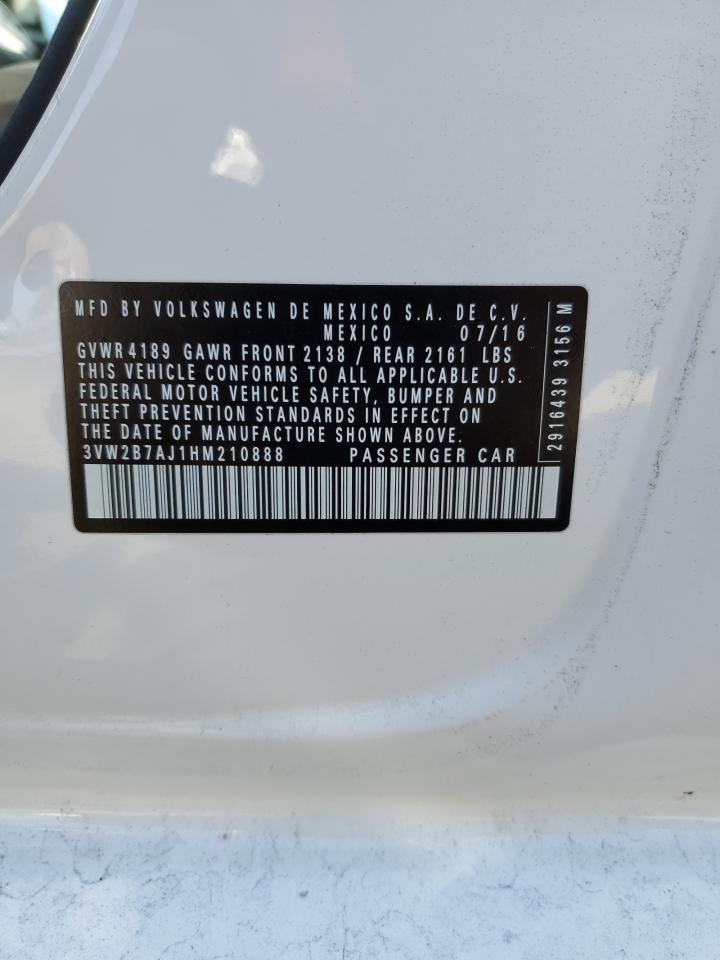 MFD BY VOLKSWAGEN DE MEXICO S.A. DE C.V.
MEXICO 07/16
GVWR 4189 GAWR FRONT 2138 / REAR 2161 LBS
THIS VEHICLE CONFORMS TO ALL APPLICABLE U.S.
FEDERAL MOTOR VEHICLE SAFETY, BUMPER AND
THEFT PREVENTION STANDARDS IN EFFECT ON
THE DATE OF MANUFACTURE SHOWN ABOVE.
3VW2B7AJ1HM210888 PASSENGER CAR
2916439 3156 M